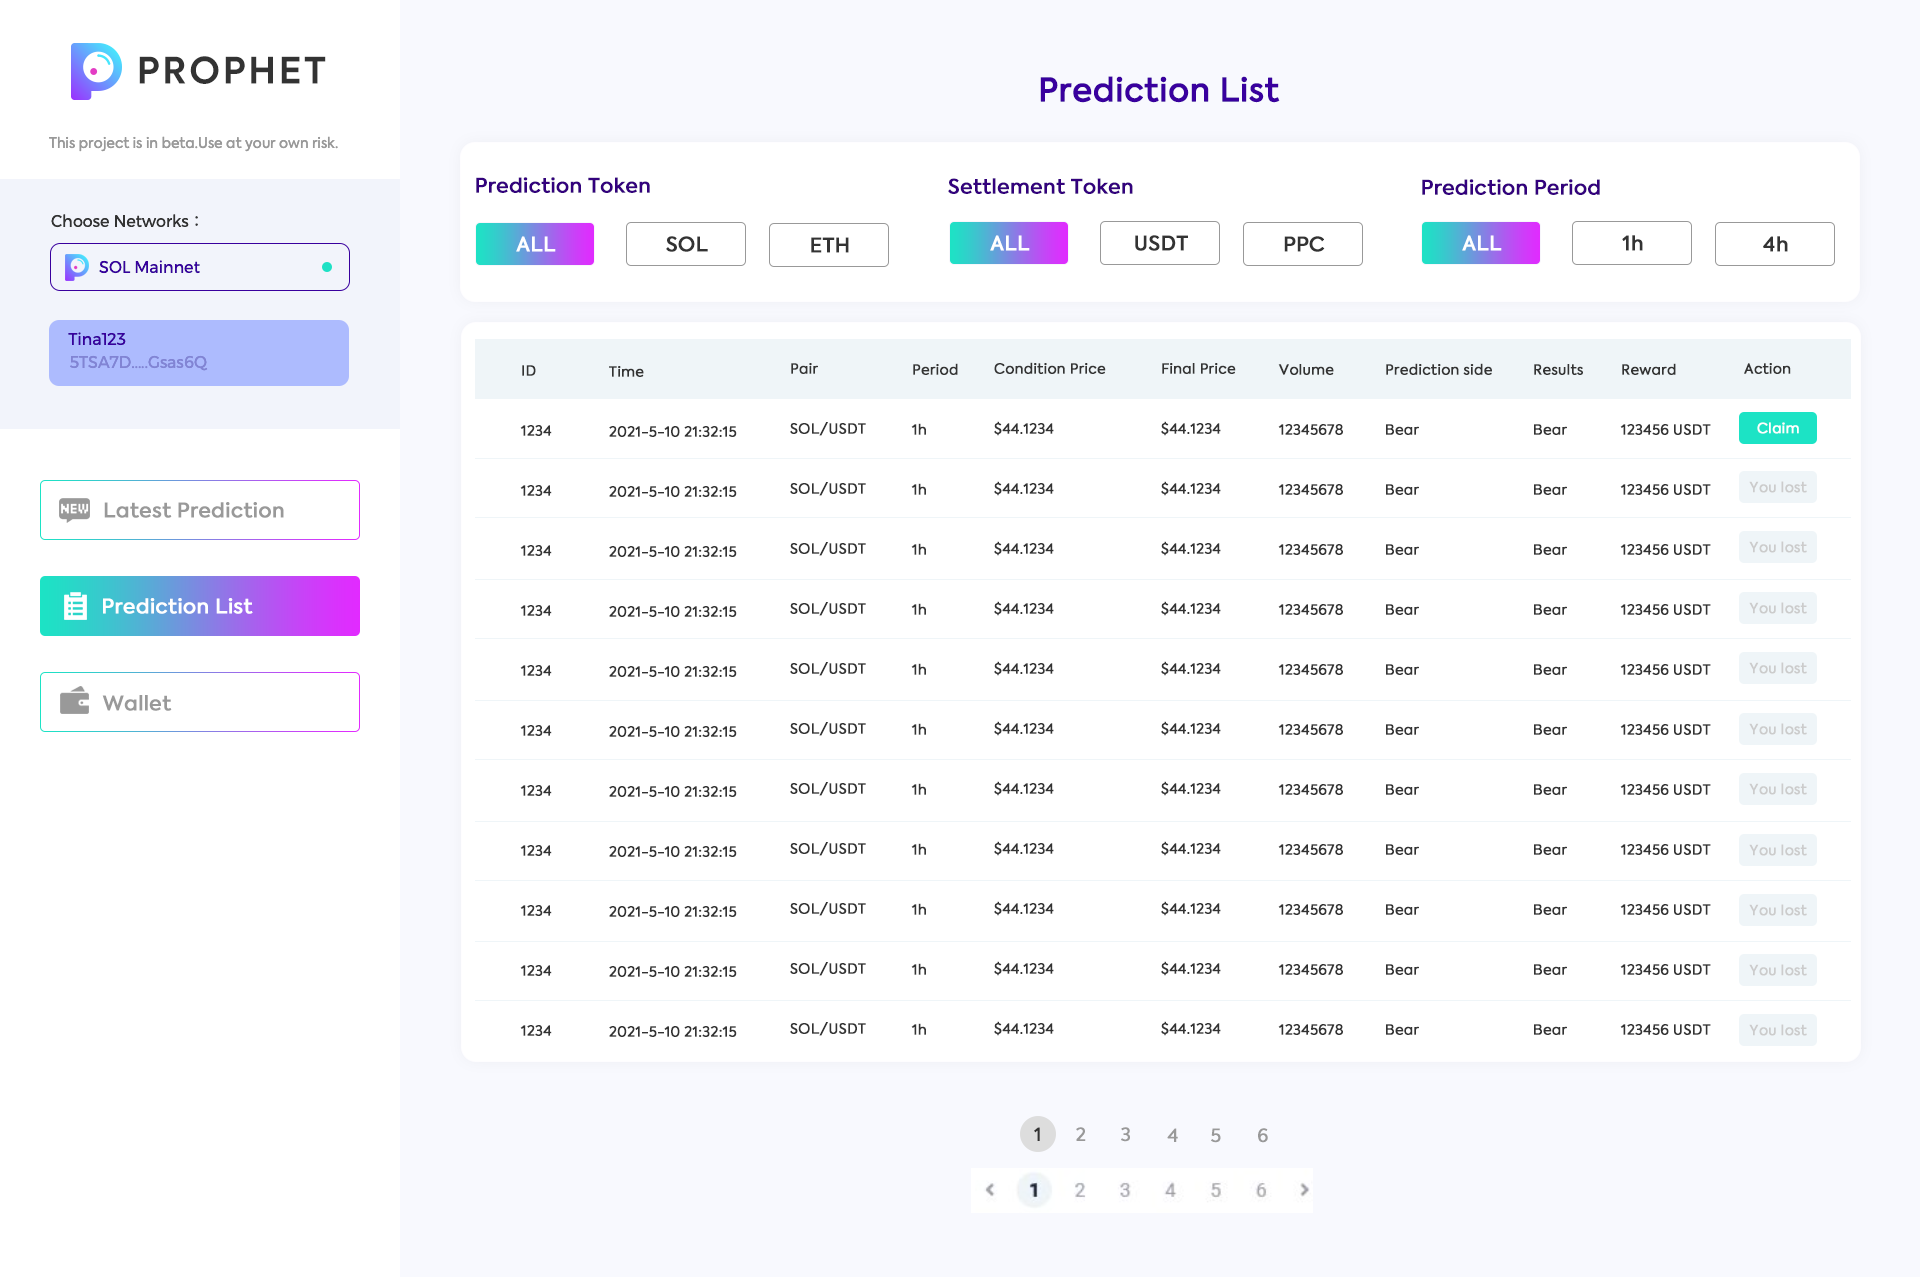 PROPHET
This project is in beta.Use at your own risk.
Choose Networks：
SOL Mainnet
Tina123
5TSA7D.....Gsas6Q
NEW Latest Prediction
Prediction List
Wallet
Prediction List
Prediction Token Settlement Token Prediction Period
ALL SOL ETH ALL USDT PPC ALL 1h 4h
ID Time Pair Period Condition Price Final Price Volume Prediction side Results Reward Action
1234 2021-5-10 21:32:15 SOL/USDT 1h $44.1234 $44.1234 12345678 Bear Bear 123456 USDT Claim
1234 2021-5-10 21:32:15 SOL/USDT 1h $44.1234 $44.1234 12345678 Bear Bear 123456 USDT You lost
1234 2021-5-10 21:32:15 SOL/USDT 1h $44.1234 $44.1234 12345678 Bear Bear 123456 USDT You lost
1234 2021-5-10 21:32:15 SOL/USDT 1h $44.1234 $44.1234 12345678 Bear Bear 123456 USDT You lost
1234 2021-5-10 21:32:15 SOL/USDT 1h $44.1234 $44.1234 12345678 Bear Bear 123456 USDT You lost
1234 2021-5-10 21:32:15 SOL/USDT 1h $44.1234 $44.1234 12345678 Bear Bear 123456 USDT You lost
1234 2021-5-10 21:32:15 SOL/USDT 1h $44.1234 $44.1234 12345678 Bear Bear 123456 USDT You lost
1234 2021-5-10 21:32:15 SOL/USDT 1h $44.1234 $44.1234 12345678 Bear Bear 123456 USDT You lost
1234 2021-5-10 21:32:15 SOL/USDT 1h $44.1234 $44.1234 12345678 Bear Bear 123456 USDT You lost
1234 2021-5-10 21:32:15 SOL/USDT 1h $44.1234 $44.1234 12345678 Bear Bear 123456 USDT You lost
1234 2021-5-10 21:32:15 SOL/USDT 1h $44.1234 $44.1234 12345678 Bear Bear 123456 USDT You lost
1 2 3 4 5 6
< 1 2 3 4 5 6 >